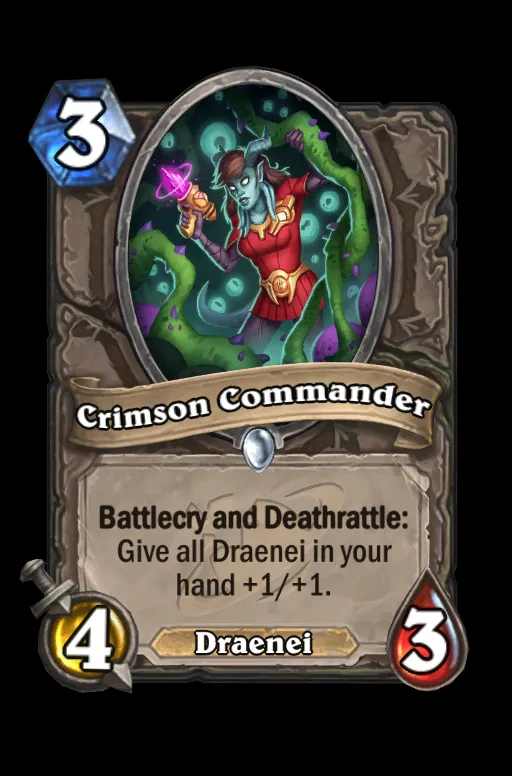 3
Crimson Commander
Battlecry and Deathrattle:
Give all Draenei in your
hand +1/+1.
4
Draenei
3